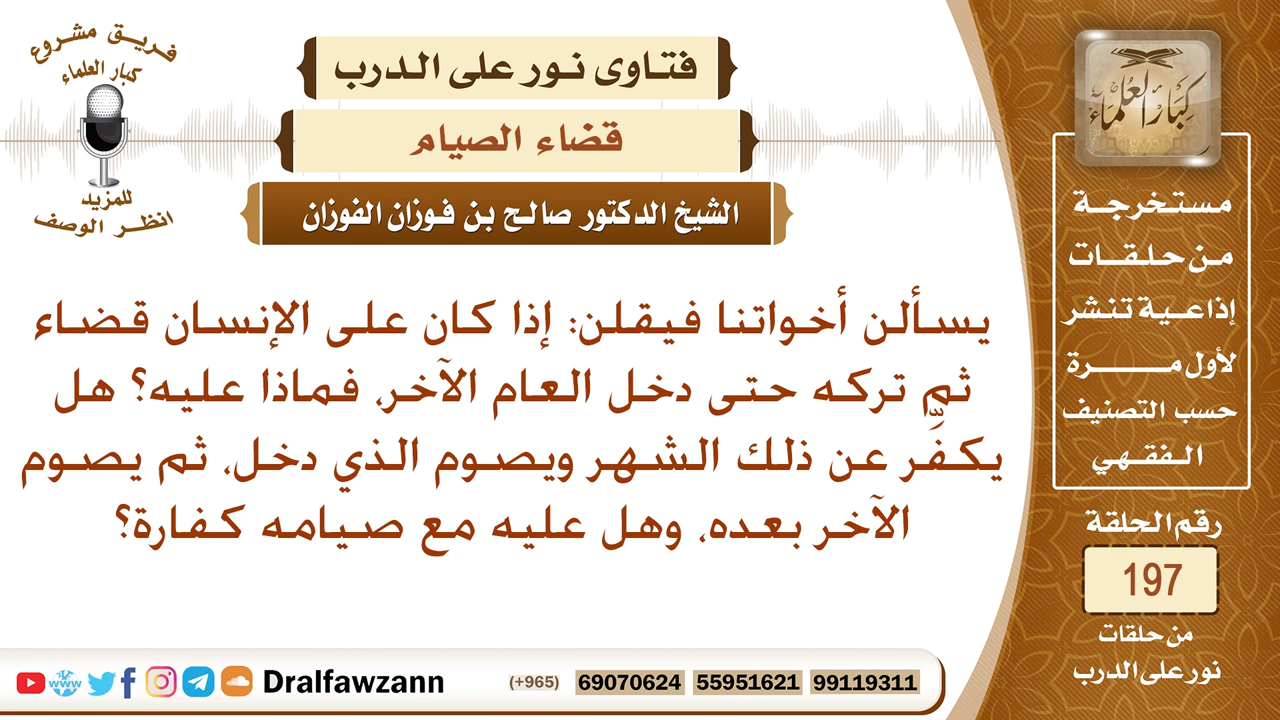 فريق مشروع
كبار العلماء
للمزيد
انظر الوصف
فتاوى نور على الدرب
قضاء الصيام
الشيخ الدكتور صالح بن فوزان الفوزان
يسألن أخواتنا فيقلن: إذا كان على الإنسان قضاء
ثم تركه حتى دخل العام الآخر، فماذا عليه؟ هل
يكفِّر عن ذلك الشهر ويصوم الذي دخل، ثم يصوم
الآخر بعده، وهل عليه مع صيامه كفارة؟
كبار العلماء
مستخرجة
من حلقات
إذاعية تنشر
لأول مرة
حسب التصنيف
الفقهي
رقم الحلقة
197
من حلقات
نور على الدرب
www
Dralfawzann
(+965) 69070624 55951621 99119311